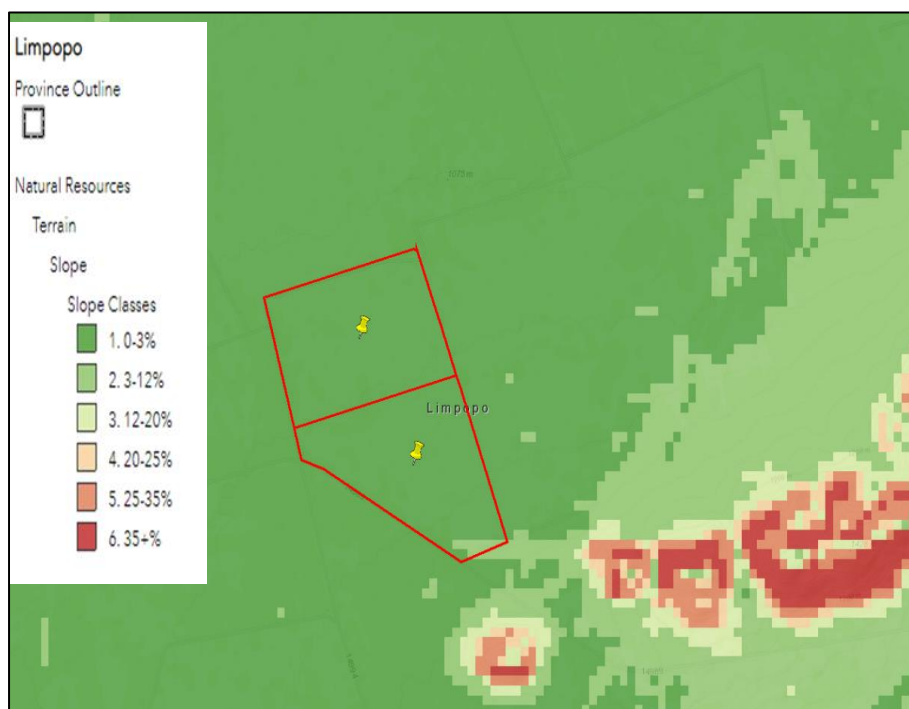 Limpopo
Province Outline
Natural Resources
Terrain
Slope
Slope Classes
1. 0-3%
2. 3-12%
3. 12-20%
4. 20-25%
5. 25-35%
6. 35+%
Limpopo